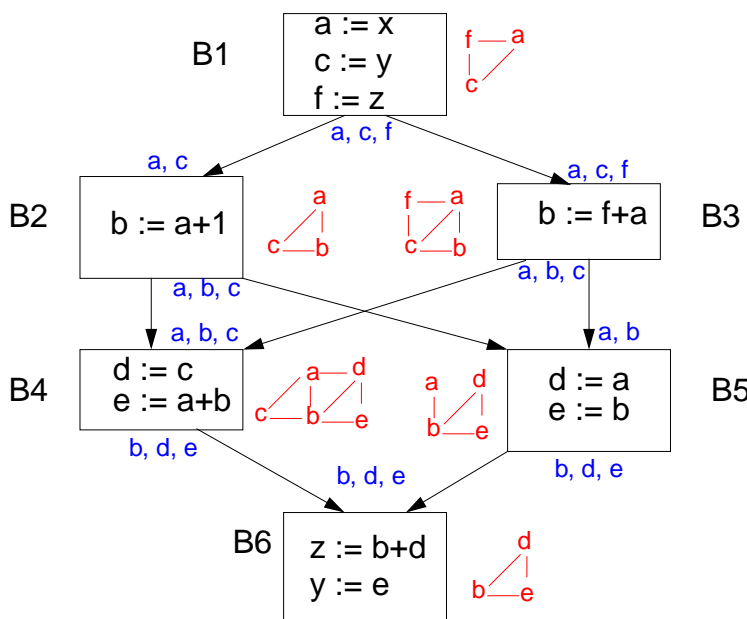 B1
a := x
c := y
f := z
f a
c
a, c, f
a, c
a, c, f
B2
b := a+1
a
c b
f a
c b
b := f+a
B3
a, b, c
a, b, c
a, b, c
a, b
B4
d := c
e := a+b
a d
c b e
a d
b e
d := a
e := b
B5
b, d, e
b, d, e
b, d, e
B6
z := b+d
y := e
d
b e